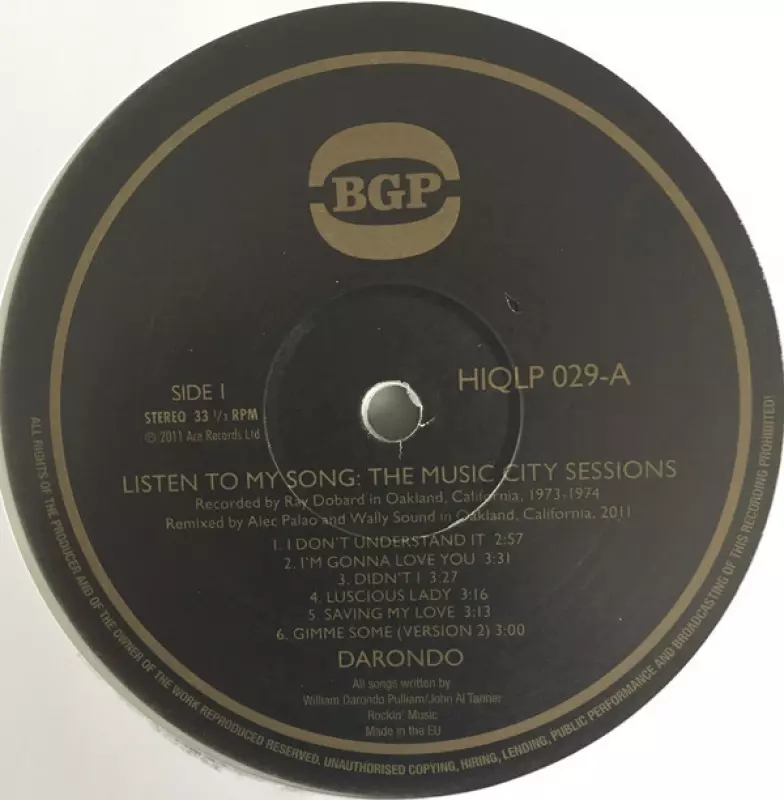 BGP
SIDE 1
STEREO 33 1/3 RPM
© 2011 Ace Records Ltd
HIQLP 029-A
LISTEN TO MY SONG: THE MUSIC CITY SESSIONS
Recorded by Ray Dobard in Oakland, California, 1973-1974
Remixed by Alec Palao and Wally Sound in Oakland, California, 2011
1. I DON'T UNDERSTAND IT 2:57
2. I'M GONNA LOVE YOU 3:31
3. DIDN'T I 3:27
4. LUSCIOUS LADY 3:16
5. SAVING MY LOVE 3:13
6. GIMME SOME (VERSION 2) 3:00
DARONDO
All songs written by
William Darondo Pulliam/John Al Tanner
Rockin' Music
Made in the EU
ALL RIGHTS OF THE PRODUCER AND OF THE OWNER OF THE WORK REPRODUCED RESERVED. UNAUTHORISED COPYING, HIRING, LENDING, PUBLIC PERFORMANCE AND BROADCASTING OF THIS RECORDING PROHIBITED!